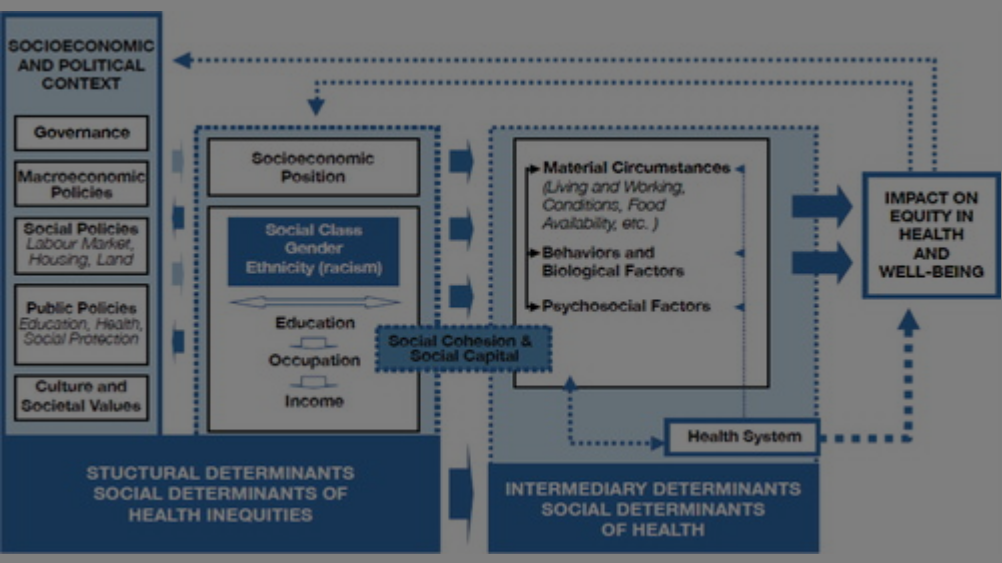 SOCIOECONOMIC
AND POLITICAL
CONTEXT
Governance
Macroeconomic
Policies
Social Policies
Labour Market,
Housing, Land
Public Policies
Education, Health,
Social Protection
Culture and
Societal Values
Socioeconomic
Position
Social Class
Gender
Ethnicity (racism)
Education
Occupation
Income
Social Cohesion &
Social Capital
Material Circumstances
(Living and Working,
Conditions, Food
Availability, etc. )
Behaviors and
Biological Factors
Psychosocial Factors
Health System
IMPACT ON
EQUITY IN
HEALTH
AND
WELL-BEING
STUCTURAL DETERMINANTS
SOCIAL DETERMINANTS OF
HEALTH INEQUITIES
INTERMEDIARY DETERMINANTS
SOCIAL DETERMINANTS
OF HEALTH